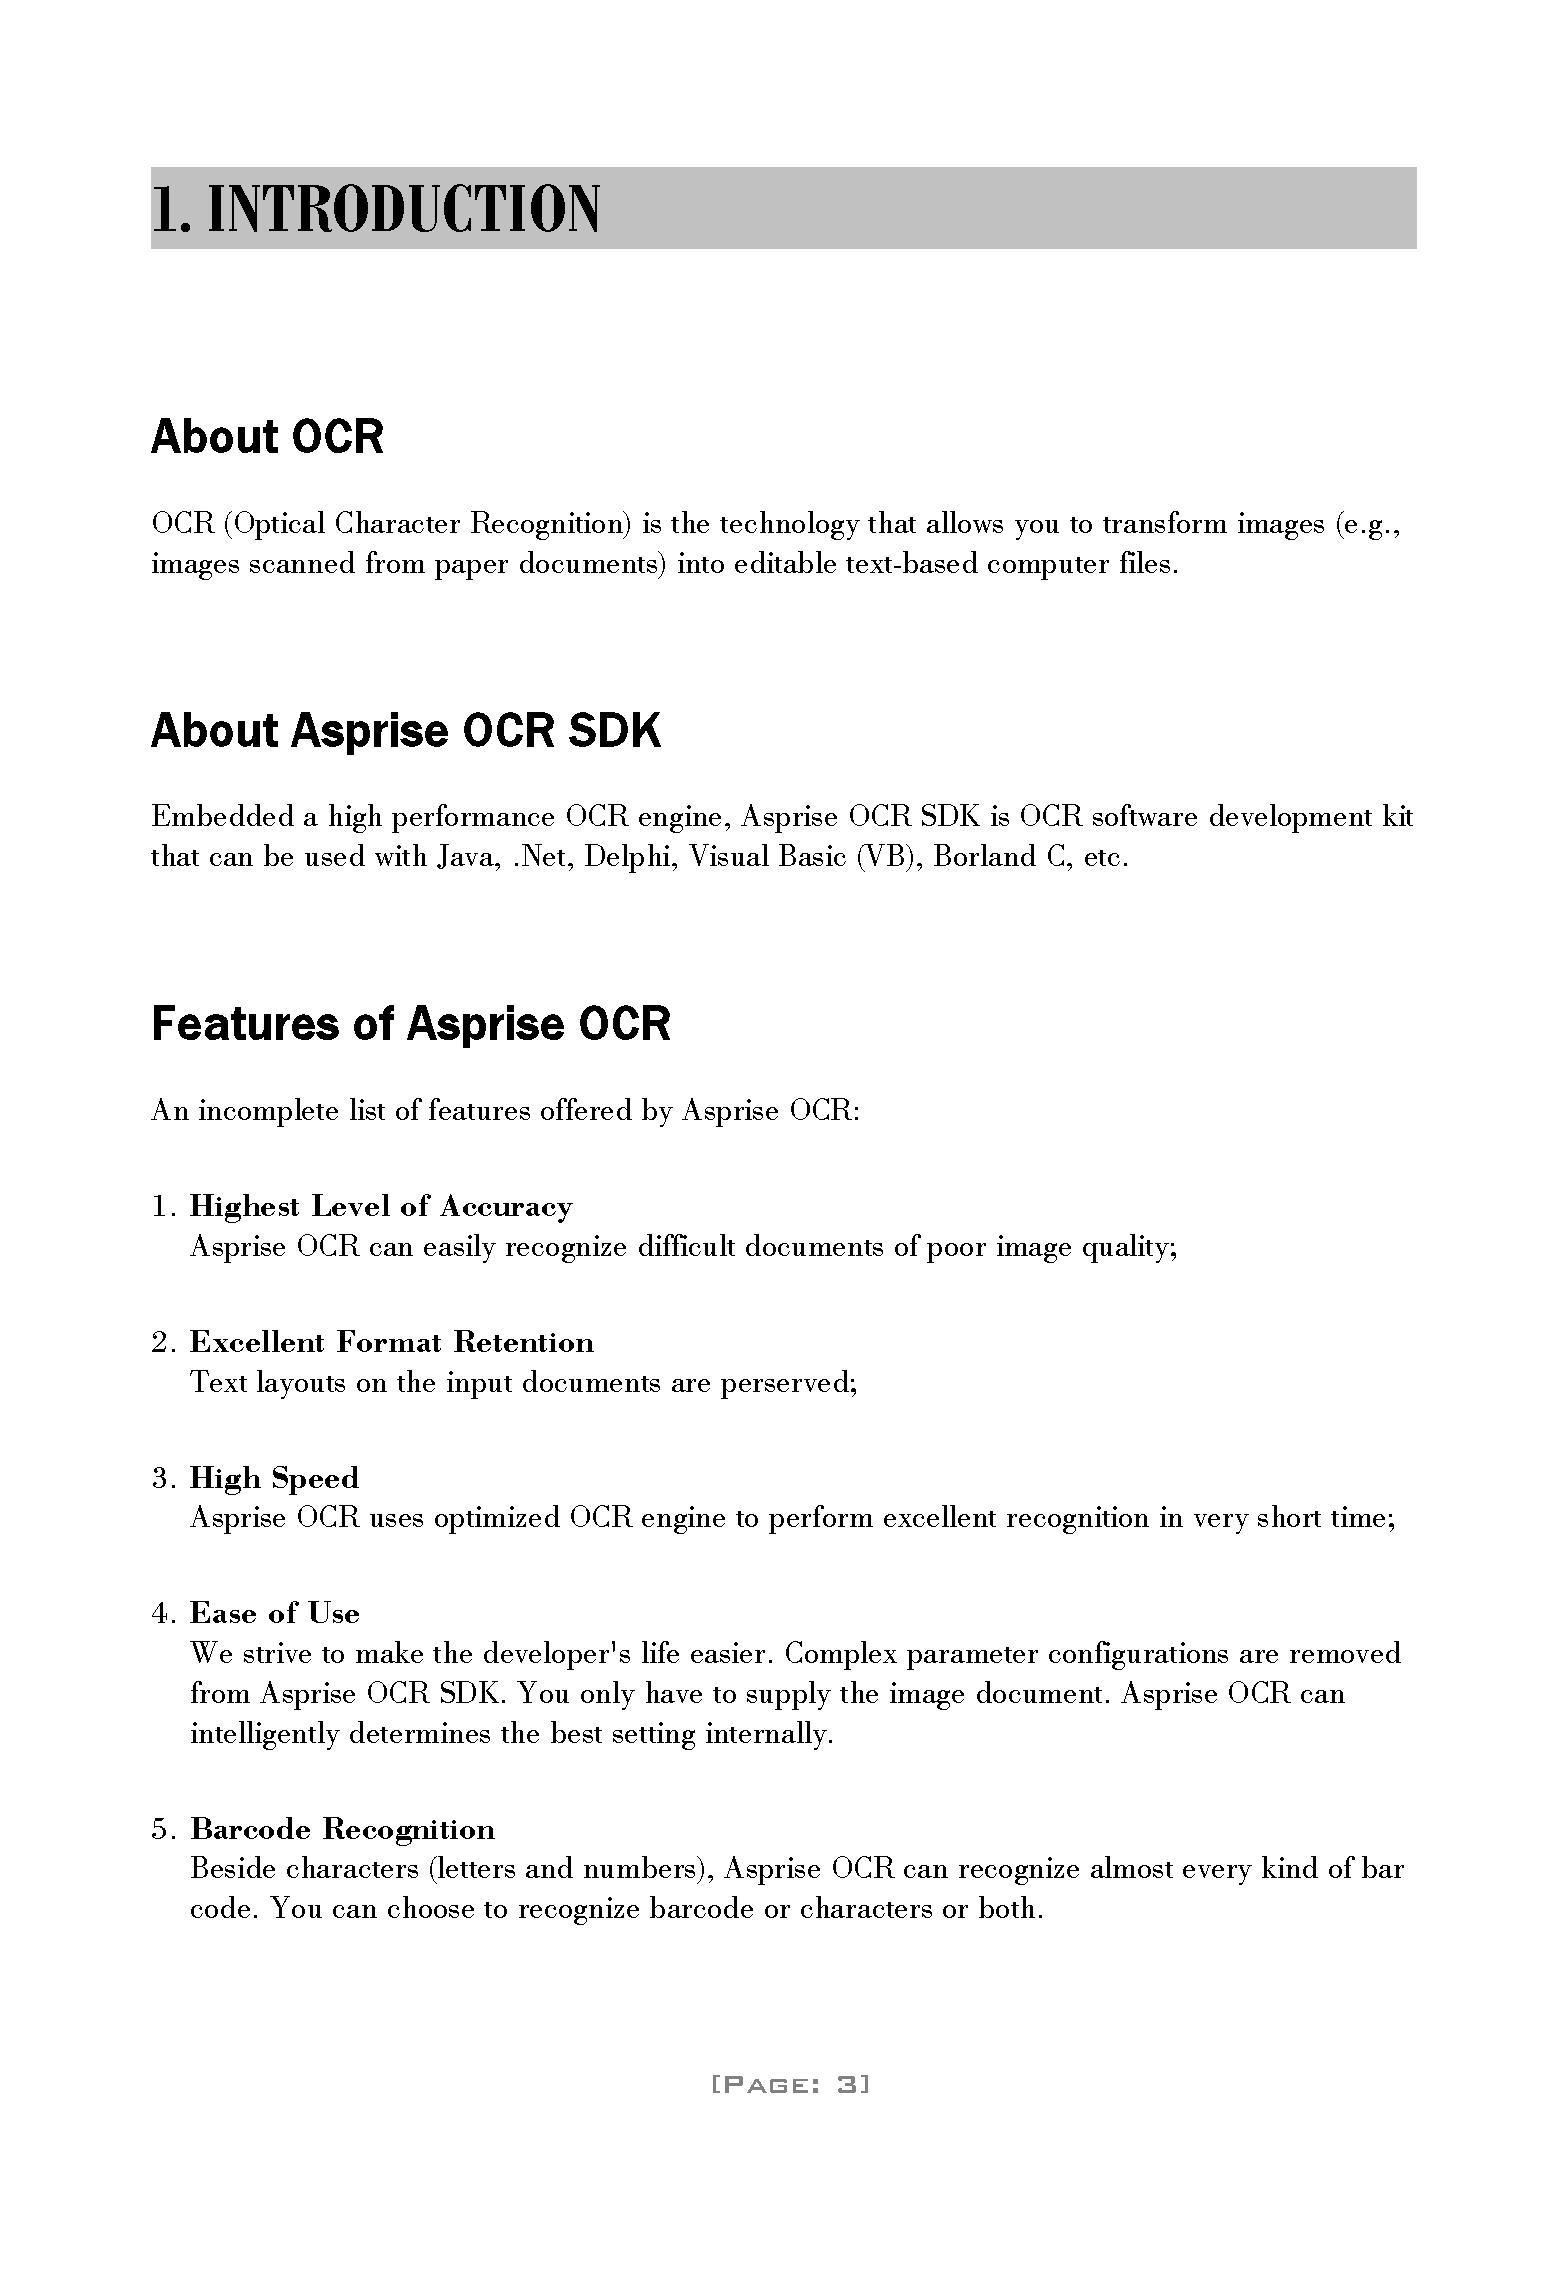 1. INTRODUCTION
About OCR
OCR (Optical Character Recognition) is the technology that allows you to transform images (e.g.,
images scanned from paper documents) into editable text-based computer files.
About Asprise OCR SDK
Embedded a high performance OCR engine, Asprise OCR SDK is OCR software development kit
that can be used with Java, .Net, Delphi, Visual Basic (VB), Borland C, etc.
Features of Asprise OCR
An incomplete list of features offered by Asprise OCR:
1. Highest Level of Accuracy
Asprise OCR can easily recognize difficult documents of poor image quality;
2. Excellent Format Retention
Text layouts on the input documents are perserved;
3. High Speed
Asprise OCR uses optimized OCR engine to perform excellent recognition in very short time;
4. Ease of Use
We strive to make the developer's life easier. Complex parameter configurations are removed
from Asprise OCR SDK. You only have to supply the image document. Asprise OCR can
intelligently determines the best setting internally.
5. Barcode Recognition
Beside characters (letters and numbers), Asprise OCR can recognize almost every kind of bar
code. You can choose to recognize barcode or characters or both.
[Page: 3]